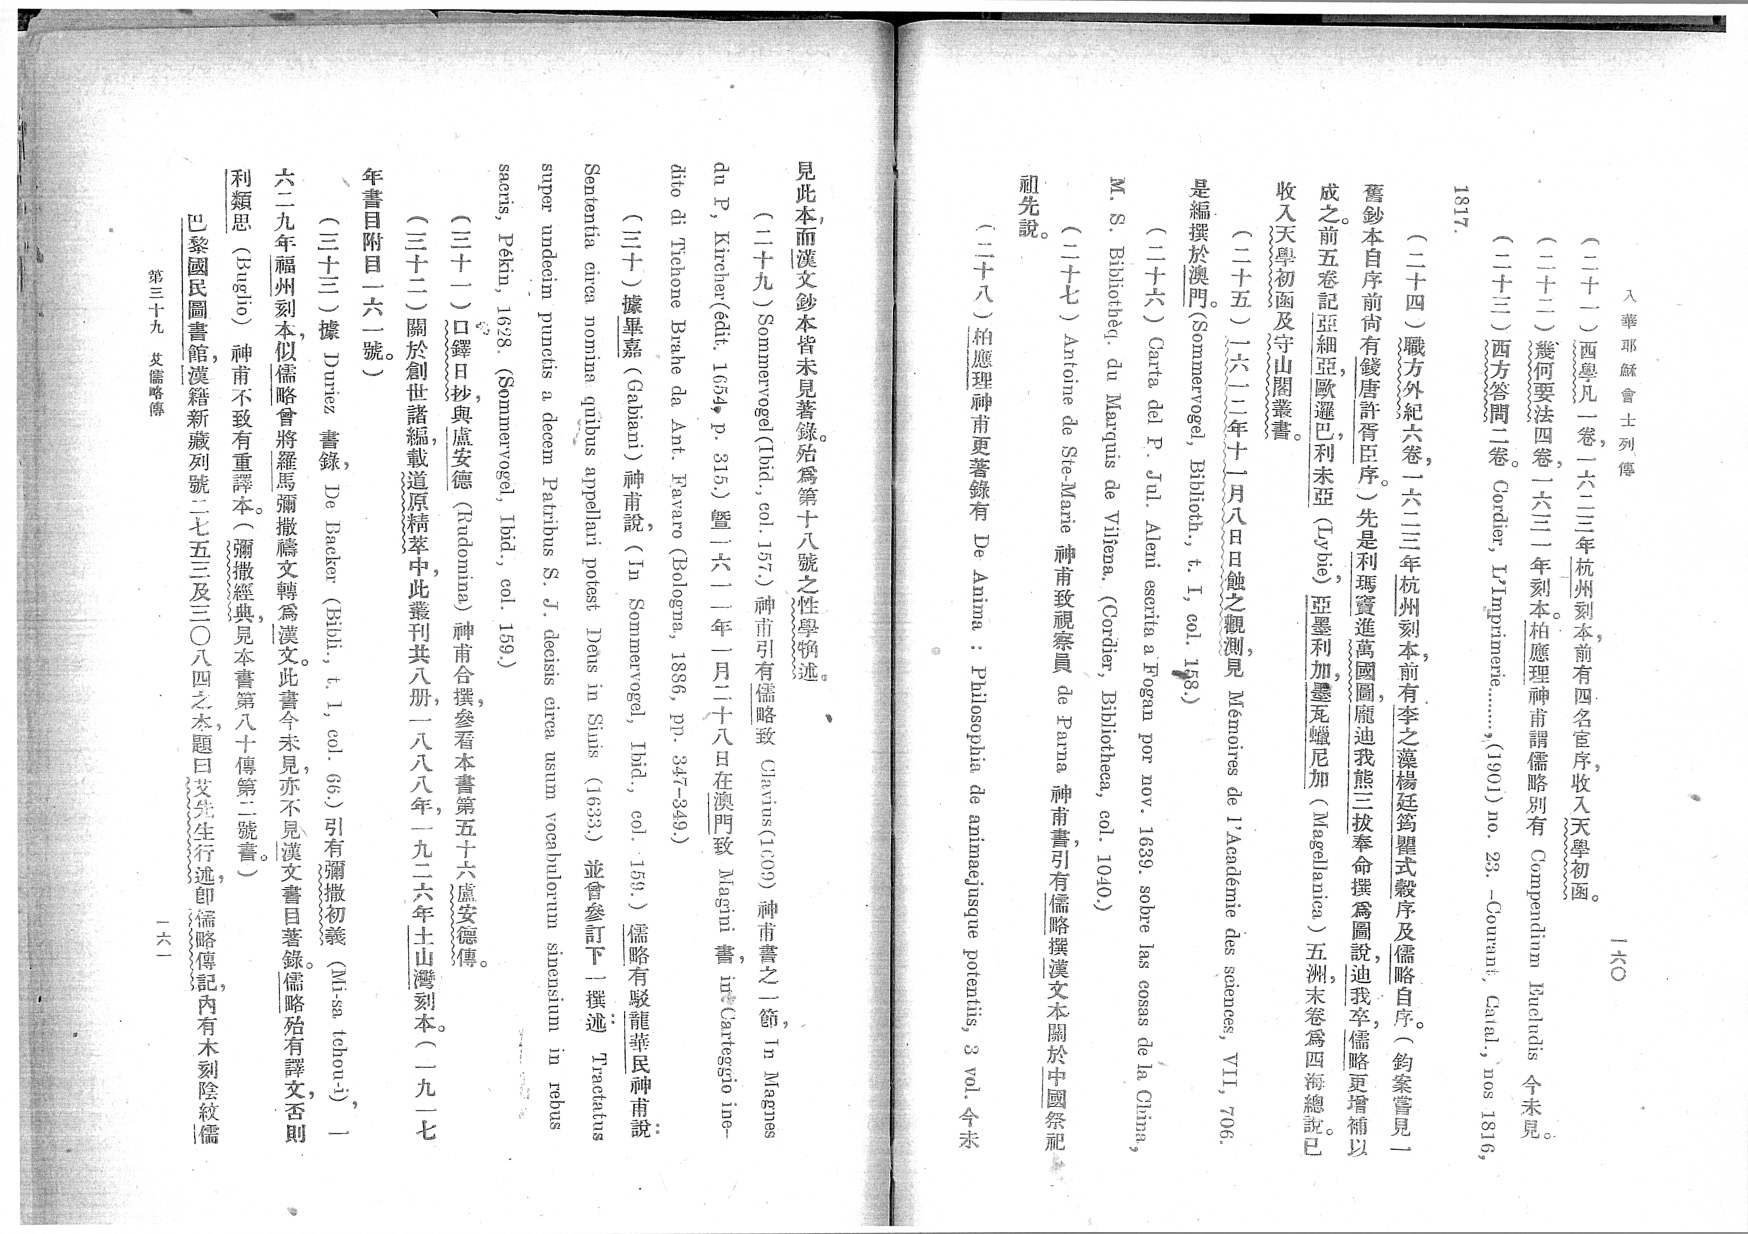 入華耶穌會士列傳
一六〇
(二十一)西學凡一卷,一六二三年杭州刻本,前有四名宦序,收入天學初函。
(二十二)幾何要法四卷,一六三一年刻本。柏應理神甫謂儒略別有 Compendium Eucludis 今未見。
(二十三)西方答問二卷。Cordier, L'Imprimerie……, (1901) no. 23. –Courant, Catal., nos 1816,
1817.
(二十四)職方外紀六卷,一六二三年杭州刻本,前有李之藻楊廷筠瞿式穀序及儒略自序。(鈞案嘗見一
舊鈔本自序前尚有錢唐許胥臣序。)先是利瑪竇進萬國圖,龐迪我熊三拔奉命撰爲圖說,迪我卒,儒略更增補以
成之。前五卷記亞細亞,歐邏巴,利未亞 (Lybie), 亞墨利加,墨瓦蠟尼加 (Magellanica) 五洲,末卷爲四海總說。已
收入天學初函及守山閣叢書。
(二十五)一六一二年十一月八日日蝕之觀測,見 Mémoires de l'Académie des sciences, VII, 706.
是編撰於澳門。(Sommervogel, Biblioth., t. I, col. 158.)
(二十六)Carta del P. Jul. Aleni escrita a Fogan por nov. 1639. sobre las cosas de la China,
M. S. Bibliothèq. du Marquis de Villena. (Cordier, Bibliotheca, col. 1040.)
(二十七)Antoine de Ste-Marie 神甫致視察員 de Parna 神甫書,引有儒略撰漢文本關於中國祭祀
祖先說。
(二十八)柏應理神甫更著錄有 De Anima : Philosophia de animaejusque potentiis, 3 vol. 今未
見此本,而漢文鈔本皆未見著錄。殆爲第十八號之性學觕述。
(二十九)Sommervogel (Ibid., col. 157.) 神甫引有儒略致 Clavius (1609) 神甫書之一節,In Magnes
du P, Kircher (édit. 1654, p. 315.) 曁一六一一年一月二十八日在澳門致 Magini 書,in Carteggio ine-
dito di Tichone Brahe da Ant. Favaro (Bologna, 1886, pp. 347-349.)
(三十)據畢嘉 (Gabiani) 神甫說,(In Sommervogel, Ibid., col. 159.) 儒略有駁龍華民神甫說:
Sententia circa nomina quibus appellari potest Deus in Sinis (1633.) 並曾參訂下一撰述: Tractatus
super undecim punctis a decem Patribus S. J. decisis circa usum vocabulorum sinensium in rebus
sacris, Pékin, 1628. (Sommervogel, Ibid., col. 159.)
(三十一)口鐸日抄,與盧安德 (Rudomina) 神甫合撰,參看本書第五十六盧安德傳。
(三十二)關於創世諸編,載道原精萃中,此叢刊共八册,一八八八年,一九二六年土山灣刻本。(一九一七
年書目附目一六一號。)
(三十三)據 Duriez 書錄,De Backer (Bibli., t. 1, col. 66.) 引有彌撒初義 (Mi-sa tchou-i), 一
六二九年福州刻本,似儒略曾將羅馬彌撒禱文轉爲漢文。此書今未見,亦不見漢文書目著錄。儒略殆有譯文,否則
利類思 (Buglio) 神甫不致有重譯本。(彌撒經典,見本書第八十傳第二號書。)
巴黎國民圖書館,漢籍新藏列號二七五三及三〇八四之本,題曰艾先生行述,卽儒略傳記,內有木刻陰紋儒
第三十九 艾儒略傳
一六一